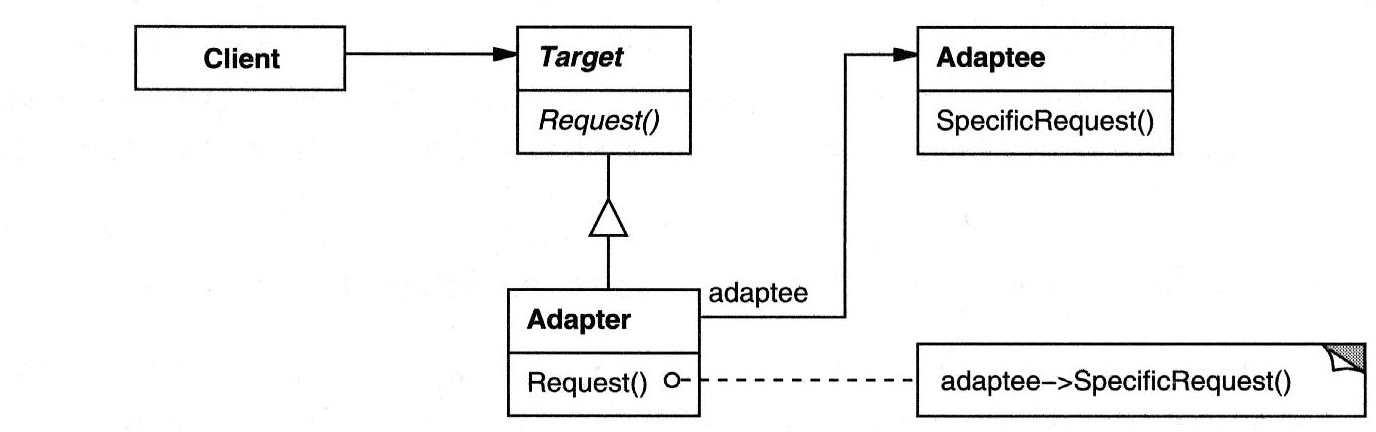 Client
Target
Request()
Adaptee
SpecificRequest()
adaptee
Adapter
Request()
adaptee–>SpecificRequest()